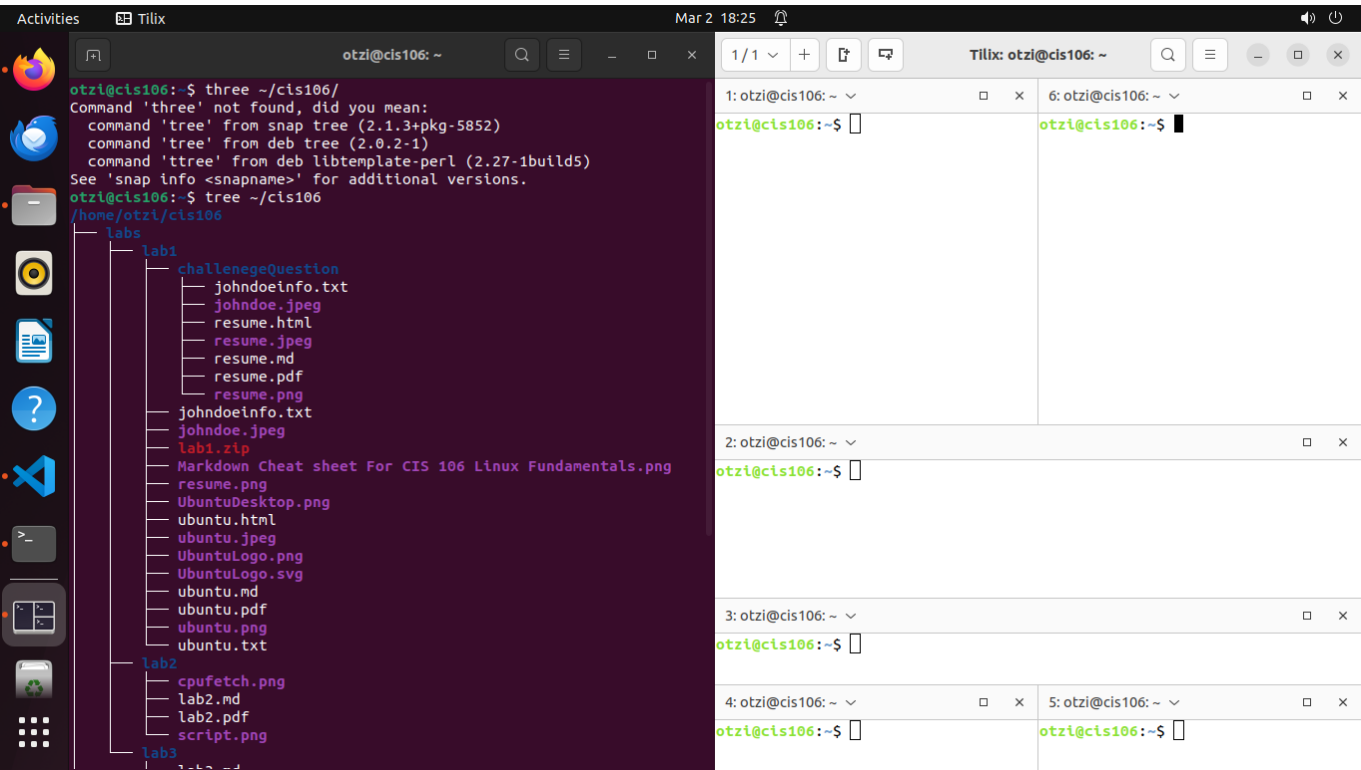 Activities Tilix Mar 2 18:25
otzi@cis106: ~
otzi@cis106:~$ three ~/cis106/
Command 'three' not found, did you mean:
  command 'tree' from snap tree (2.1.3+pkg-5852)
  command 'tree' from deb tree (2.0.2-1)
  command 'ttree' from deb libtemplate-perl (2.27-1build5)
See 'snap info <snapname>' for additional versions.
otzi@cis106:~$ tree ~/cis106
/home/otzi/cis106
├── labs
│   ├── lab1
│   │   ├── challenegeQuestion
│   │   │   ├── johndoeinfo.txt
│   │   │   ├── johndoe.jpeg
│   │   │   ├── resume.html
│   │   │   ├── resume.jpeg
│   │   │   ├── resume.md
│   │   │   ├── resume.pdf
│   │   │   └── resume.png
│   │   ├── johndoeinfo.txt
│   │   ├── johndoe.jpeg
│   │   ├── lab1.zip
│   │   ├── Markdown Cheat sheet For CIS 106 Linux Fundamentals.png
│   │   ├── resume.png
│   │   ├── UbuntuDesktop.png
│   │   ├── ubuntu.html
│   │   ├── ubuntu.jpeg
│   │   ├── UbuntuLogo.png
│   │   ├── UbuntuLogo.svg
│   │   ├── ubuntu.md
│   │   ├── ubuntu.pdf
│   │   ├── ubuntu.png
│   │   └── ubuntu.txt
│   ├── lab2
│   │   ├── cpufetch.png
│   │   ├── lab2.md
│   │   ├── lab2.pdf
│   │   └── script.png
│   └── lab3
1 / 1 Tilix: otzi@cis106: ~
1: otzi@cis106: ~
otzi@cis106:~$
6: otzi@cis106: ~
otzi@cis106:~$
2: otzi@cis106: ~
otzi@cis106:~$
3: otzi@cis106: ~
otzi@cis106:~$
4: otzi@cis106: ~
otzi@cis106:~$
5: otzi@cis106: ~
otzi@cis106:~$